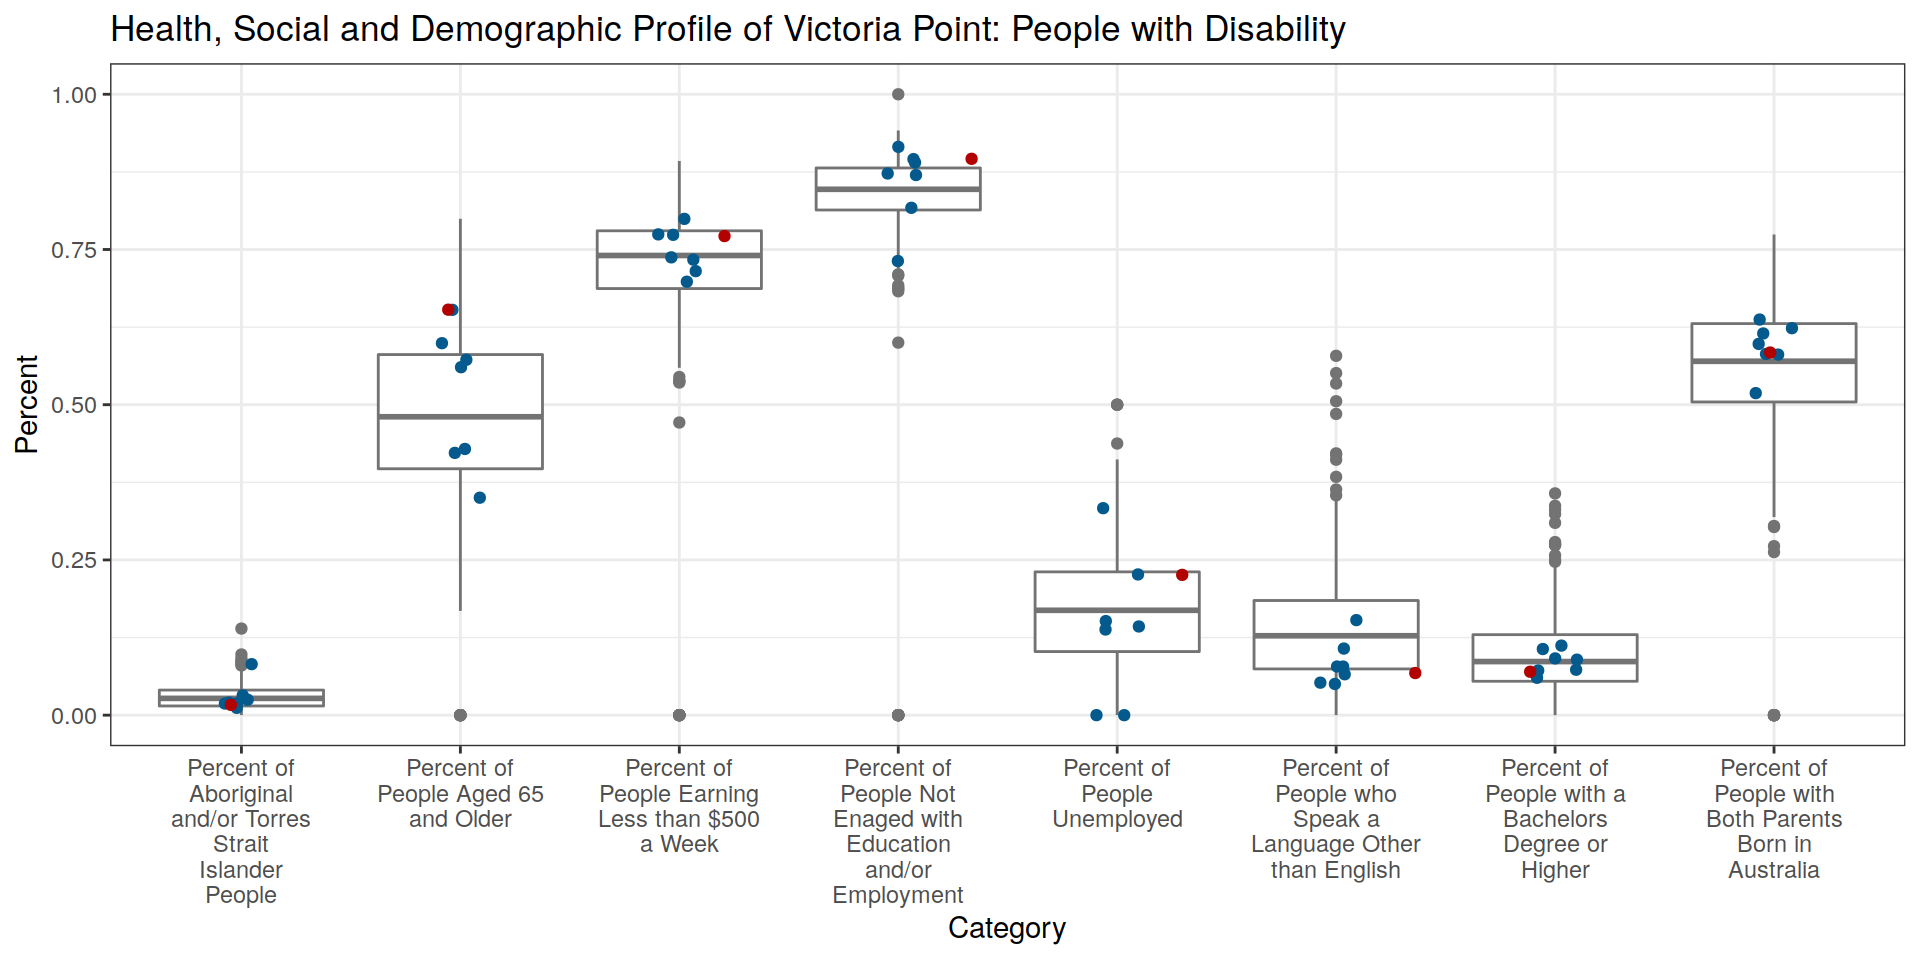 Health, Social and Demographic Profile of Victoria Point: People with Disability
Percent
1.00
0.75
0.50
0.25
0.00
Percent of
Aboriginal
and/or Torres
Strait
Islander
People
Percent of
People Aged 65
and Older
Percent of
People Earning
Less than $500
a Week
Percent of
People Not
Enaged with
Education
and/or
Employment
Percent of
People
Unemployed
Percent of
People who
Speak a
Language Other
than English
Percent of
People with a
Bachelors
Degree or
Higher
Percent of
People with
Both Parents
Born in
Australia
Category